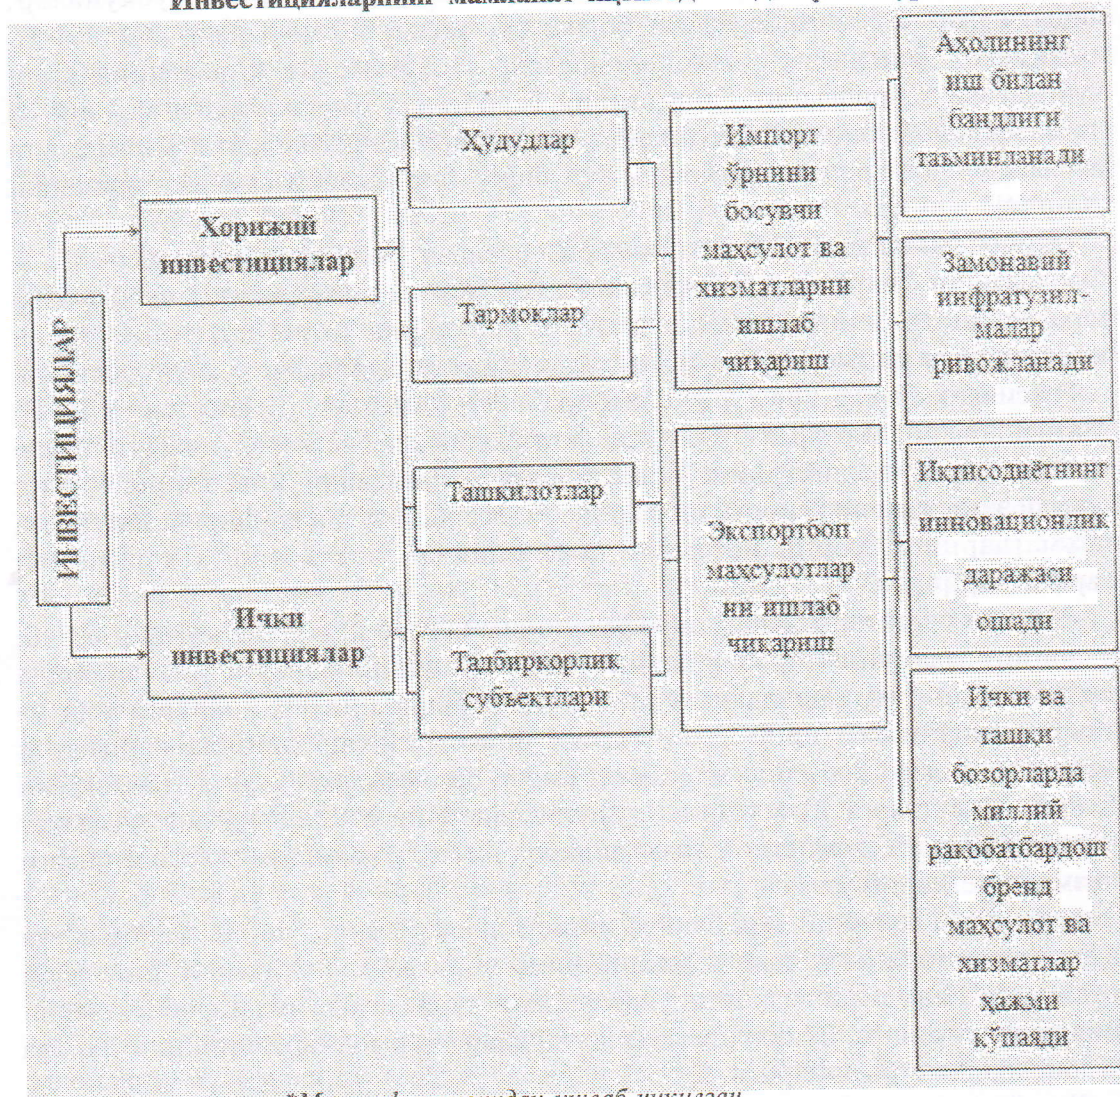 Инвестицияларнинг мамлакат
Хорижий
инвестициялар
ИНВЕСТИЦИЯЛАР
Ички
инвестициялар
Ҳудудлар
Тармоқлар
Ташкилотлар
Тадбиркорлик
субъектлари
Импорт
ўрнини
босувчи
маҳсулот ва
хизматларни
ишлаб
чиқариш
Экспортбоп
маҳсулотлар
ни ишлаб
чиқариш
Аҳолининг
иш билан
бандлиги
таъминланади
Замонавий
инфратузил-
малар
ривожланади
Иқтисодиётнинг
инновационлик
даражаси
ошади
Ички ва
ташқи
бозорларда
миллий
рақобатбардош
бренд
маҳсулот ва
хизматлар
ҳажми
кўпаяди